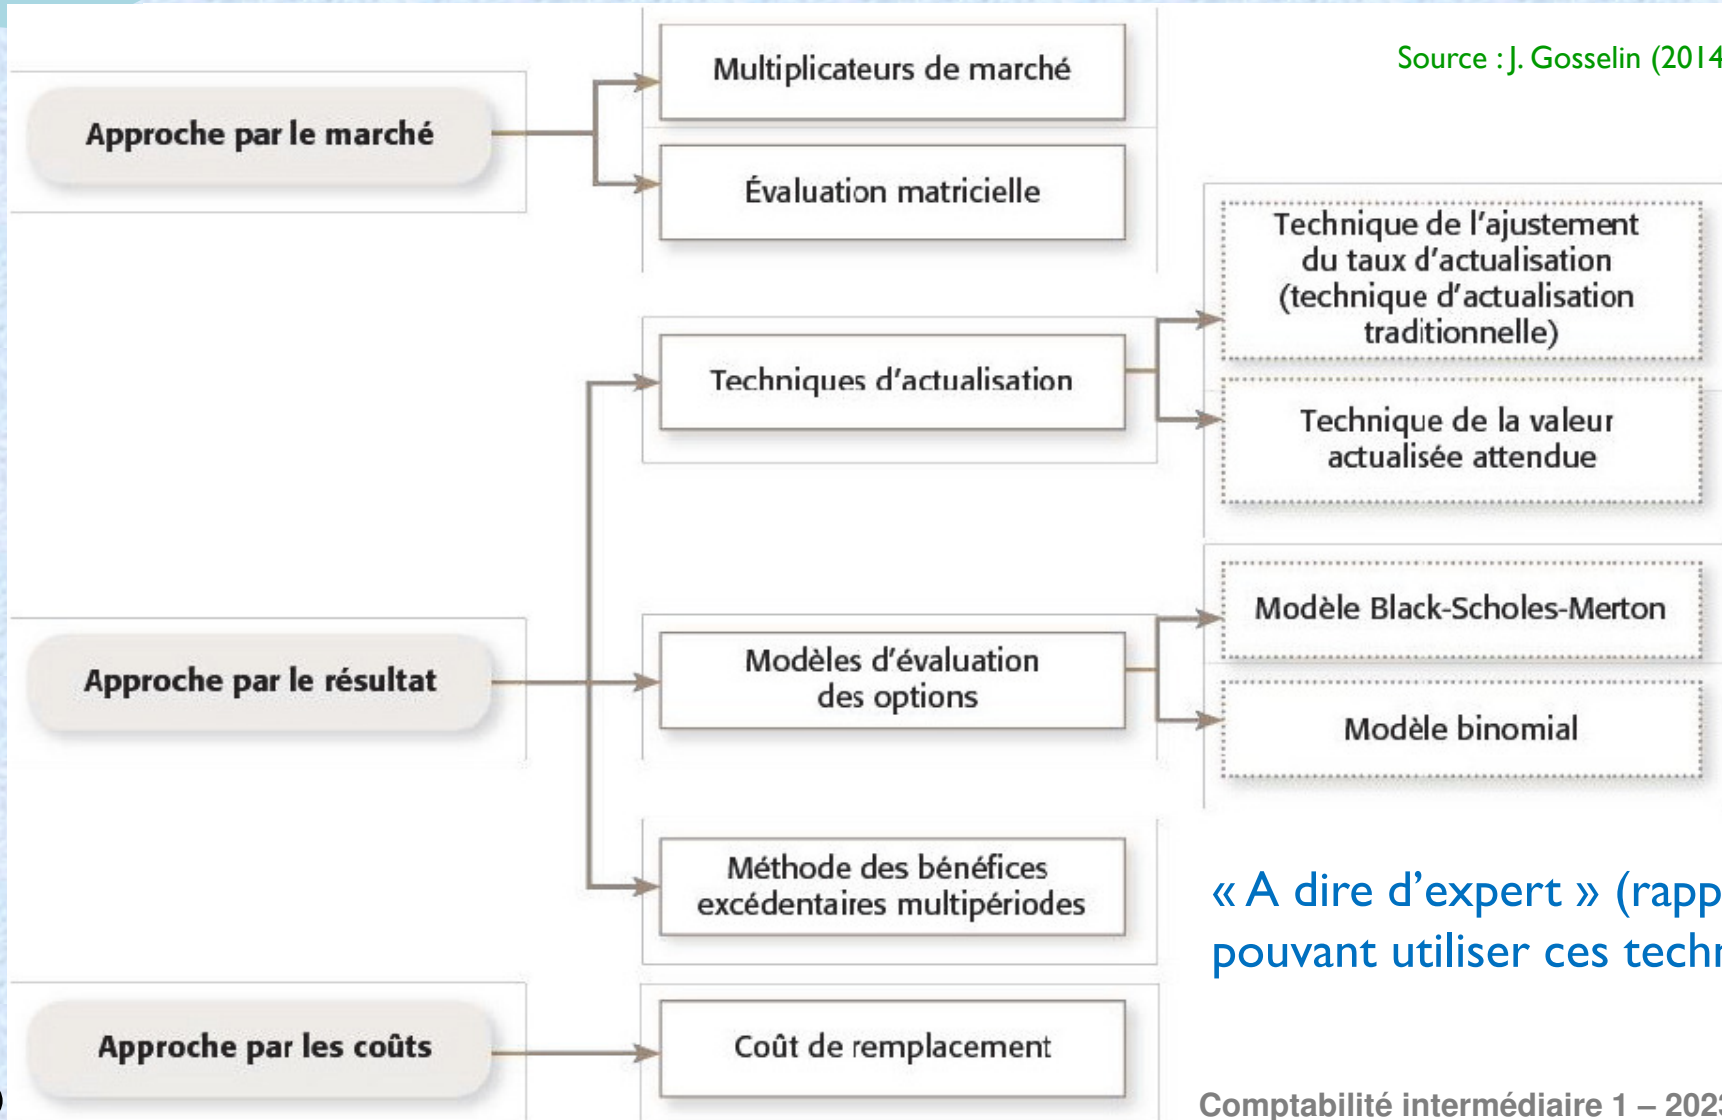 Source : J. Gosselin (2014
Multiplicateurs de marché
Approche par le marché
Évaluation matricielle
Technique de l'ajustement
du taux d'actualisation
(technique d'actualisation
traditionnelle)
Techniques d'actualisation
Technique de la valeur
actualisée attendue
Modèle Black-Scholes-Merton
Approche par le résultat
Modèles d'évaluation
des options
Modèle binomial
Méthode des bénéfices
excédentaires multipériodes
« A dire d'expert » (rapp
pouvant utiliser ces tech
Approche par les coûts
Coût de remplacement
Comptabilité intermédiaire 1 – 202